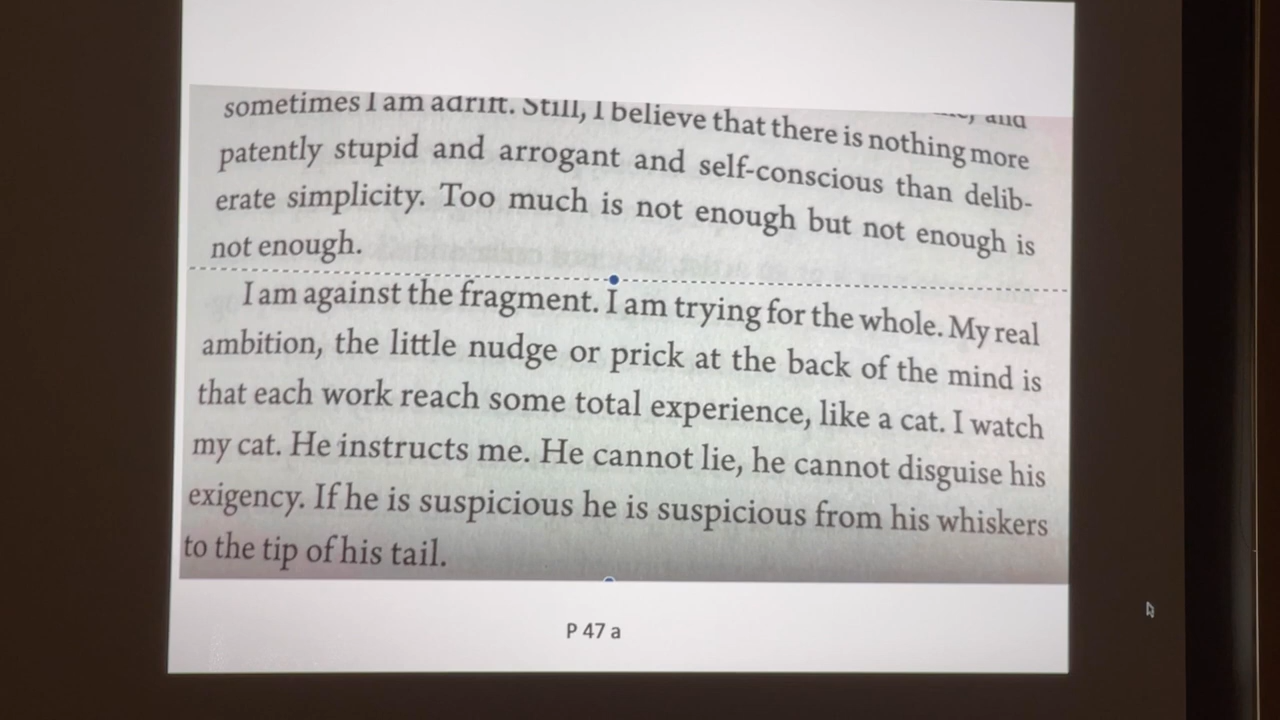 and
sometimes I am adrift. Still, I believe that there is nothing more
patently stupid and arrogant and self-conscious than delib-
erate simplicity. Too much is not enough but not enough is
not enough.
I am against the fragment. I am trying for the whole. My real
ambition, the little nudge or prick at the back of the mind is
that each work reach some total experience, like a cat. I watch
my cat. He instructs me. He cannot lie, he cannot disguise his
exigency. If he is suspicious he is suspicious from his whiskers
to the tip of his tail.
P 47 a